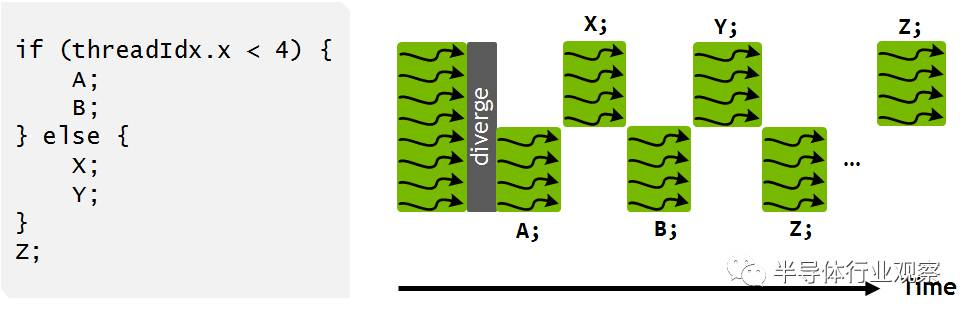 if (threadIdx.x < 4) {
    A;
    B;
} else {
    X;
    Y;
}
Z;
diverge
X;
Y;
Z;
A;
B;
Z;
...
半导体行业观察
Time